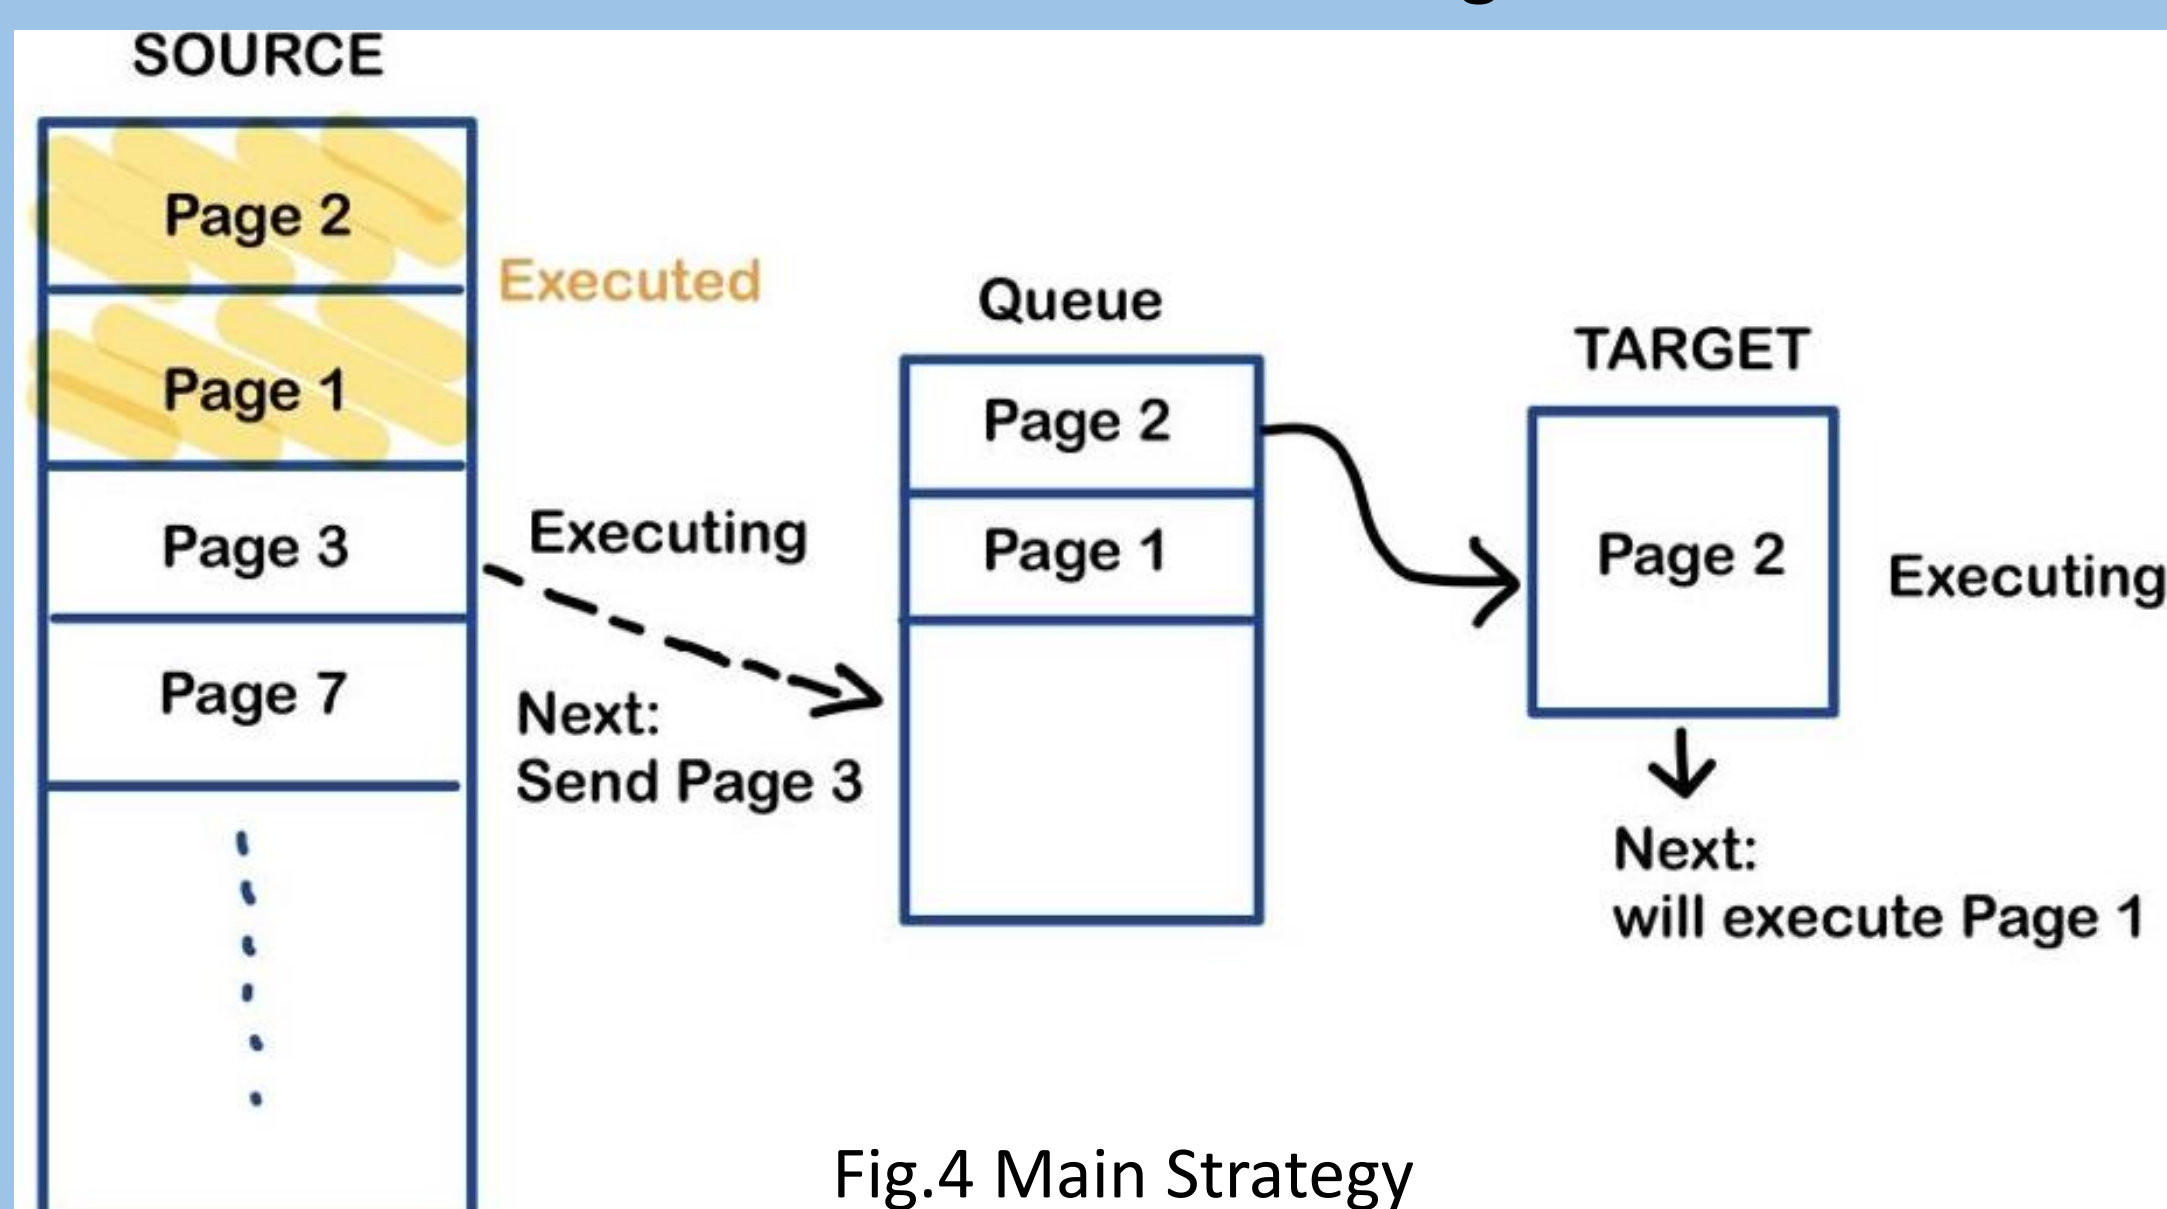 SOURCE
Page 2
Executed
Page 1
Page 3
Executing
Page 7
Next:
Send Page 3
Queue
Page 2
Page 1
TARGET
Page 2
Executing
Next:
will execute Page 1
Fig.4 Main Strategy